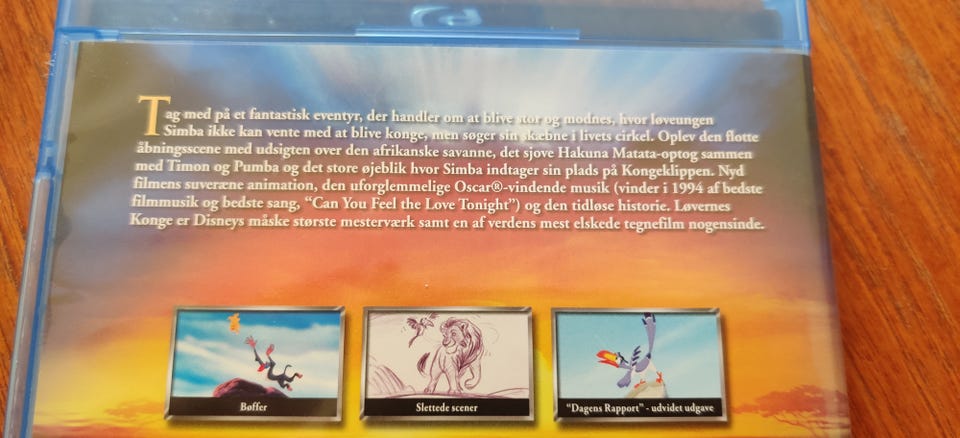 Tag med på et fantastisk eventyr, der handler om at blive stor og modnes, hvor løveungen
Simba ikke kan vente med at blive konge, men søger sin skæbne i livets cirkel. Oplev den flotte
åbningsscene med udsigten over den afrikanske savanne, det sjove Hakuna Matata-optog sammen
med Timon og Pumba og det store øjeblik hvor Simba indtager sin plads på Kongeklippen. Nyd
filmens suveræne animation, den uforglemmelige Oscar®-vindende musik (vinder i 1994 af bedste
filmmusik og bedste sang, “Can You Feel the Love Tonight”) og den tidløse historie. Løvernes
Konge er Disneys måske største mesterværk samt en af verdens mest elskede tegnefilm nogensinde.
Bøffer
Slettede scener
“Dagens Rapport” - udvidet udgave